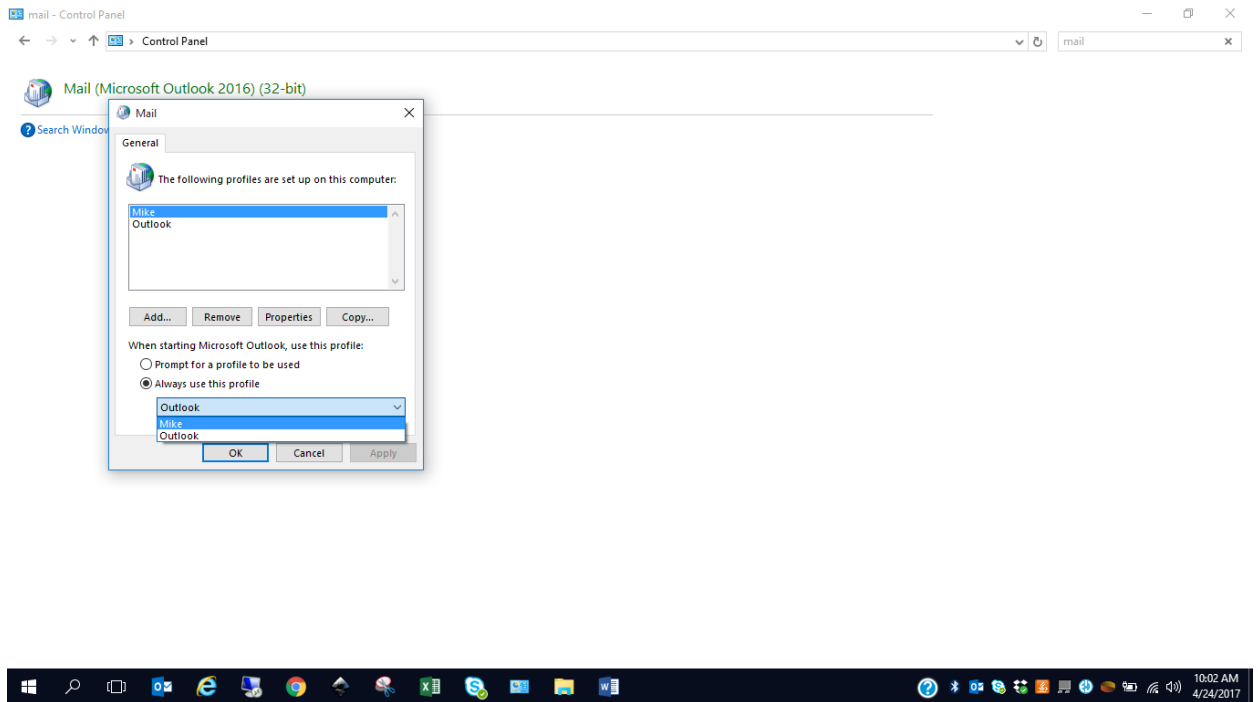 mail - Control Panel
Control Panel
mail
Mail (Microsoft Outlook 2016) (32-bit)
Search Window
Mail
General
The following profiles are set up on this computer:
Mike
Outlook
Add...
Remove
Properties
Copy...
When starting Microsoft Outlook, use this profile:
Prompt for a profile to be used
Always use this profile
Outlook
Mike
Outlook
OK
Cancel
Apply
10:02 AM
4/24/2017